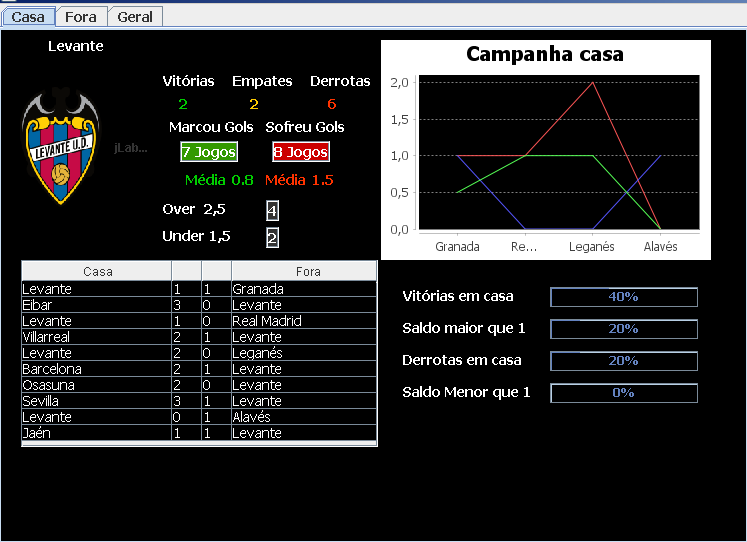 Casa Fora Geral
Levante
LEVANTE U.D.
jLab...
Vitórias Empates Derrotas
2 2 6
Marcou Gols Sofreu Gols
7 Jogos 8 Jogos
Média 0.8 Média 1.5
Over 2,5 4
Under 1,5 2
Campanha casa
2,0
1,5
1,0
0,5
0,0
Granada Re... Leganés Alavés
Casa Fora
Levante 1 1 Granada
Eibar 3 0 Levante
Levante 1 0 Real Madrid
Villarreal 2 1 Levante
Levante 2 0 Leganés
Barcelona 2 1 Levante
Osasuna 2 0 Levante
Sevilla 3 1 Levante
Levante 0 1 Alavés
Jaén 1 1 Levante
Vitórias em casa 40%
Saldo maior que 1 20%
Derrotas em casa 20%
Saldo Menor que 1 0%